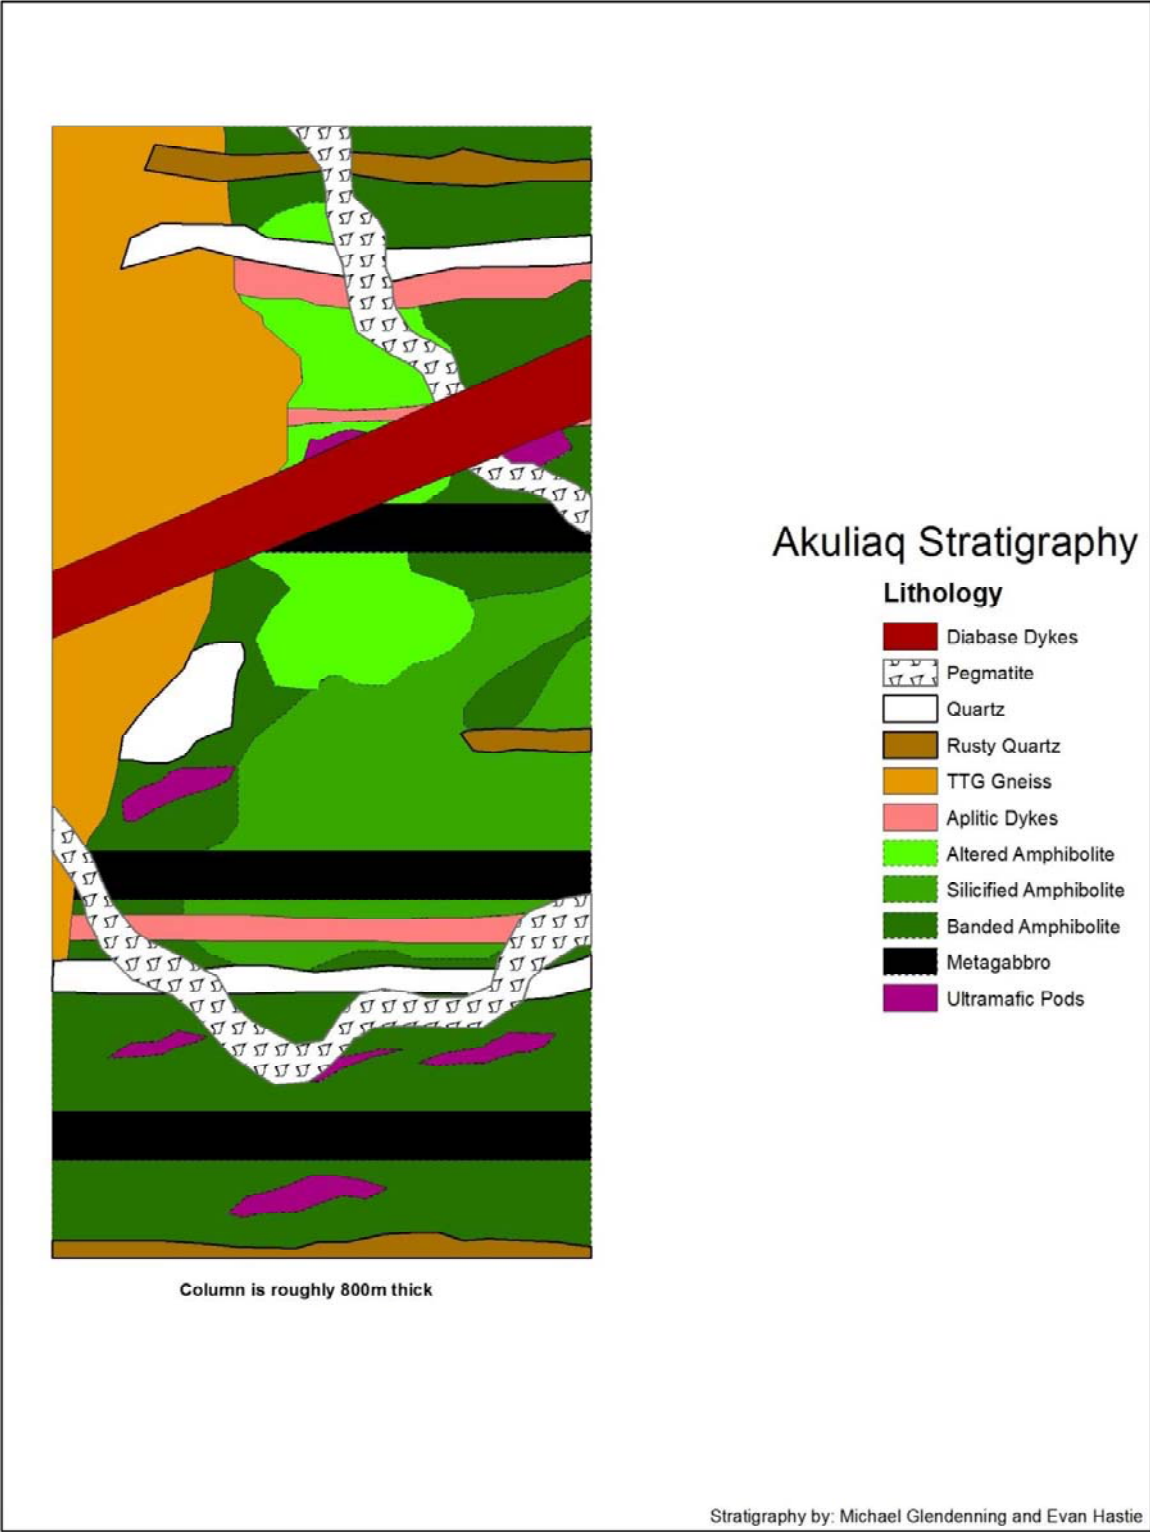 Akuliaq Stratigraphy
Lithology
Diabase Dykes
Pegmatite
Quartz
Rusty Quartz
TTG Gneiss
Aplitic Dykes
Altered Amphibolite
Silicified Amphibolite
Banded Amphibolite
Metagabbro
Ultramafic Pods
Column is roughly 800m thick
Stratigraphy by: Michael Glendenning and Evan Hastie